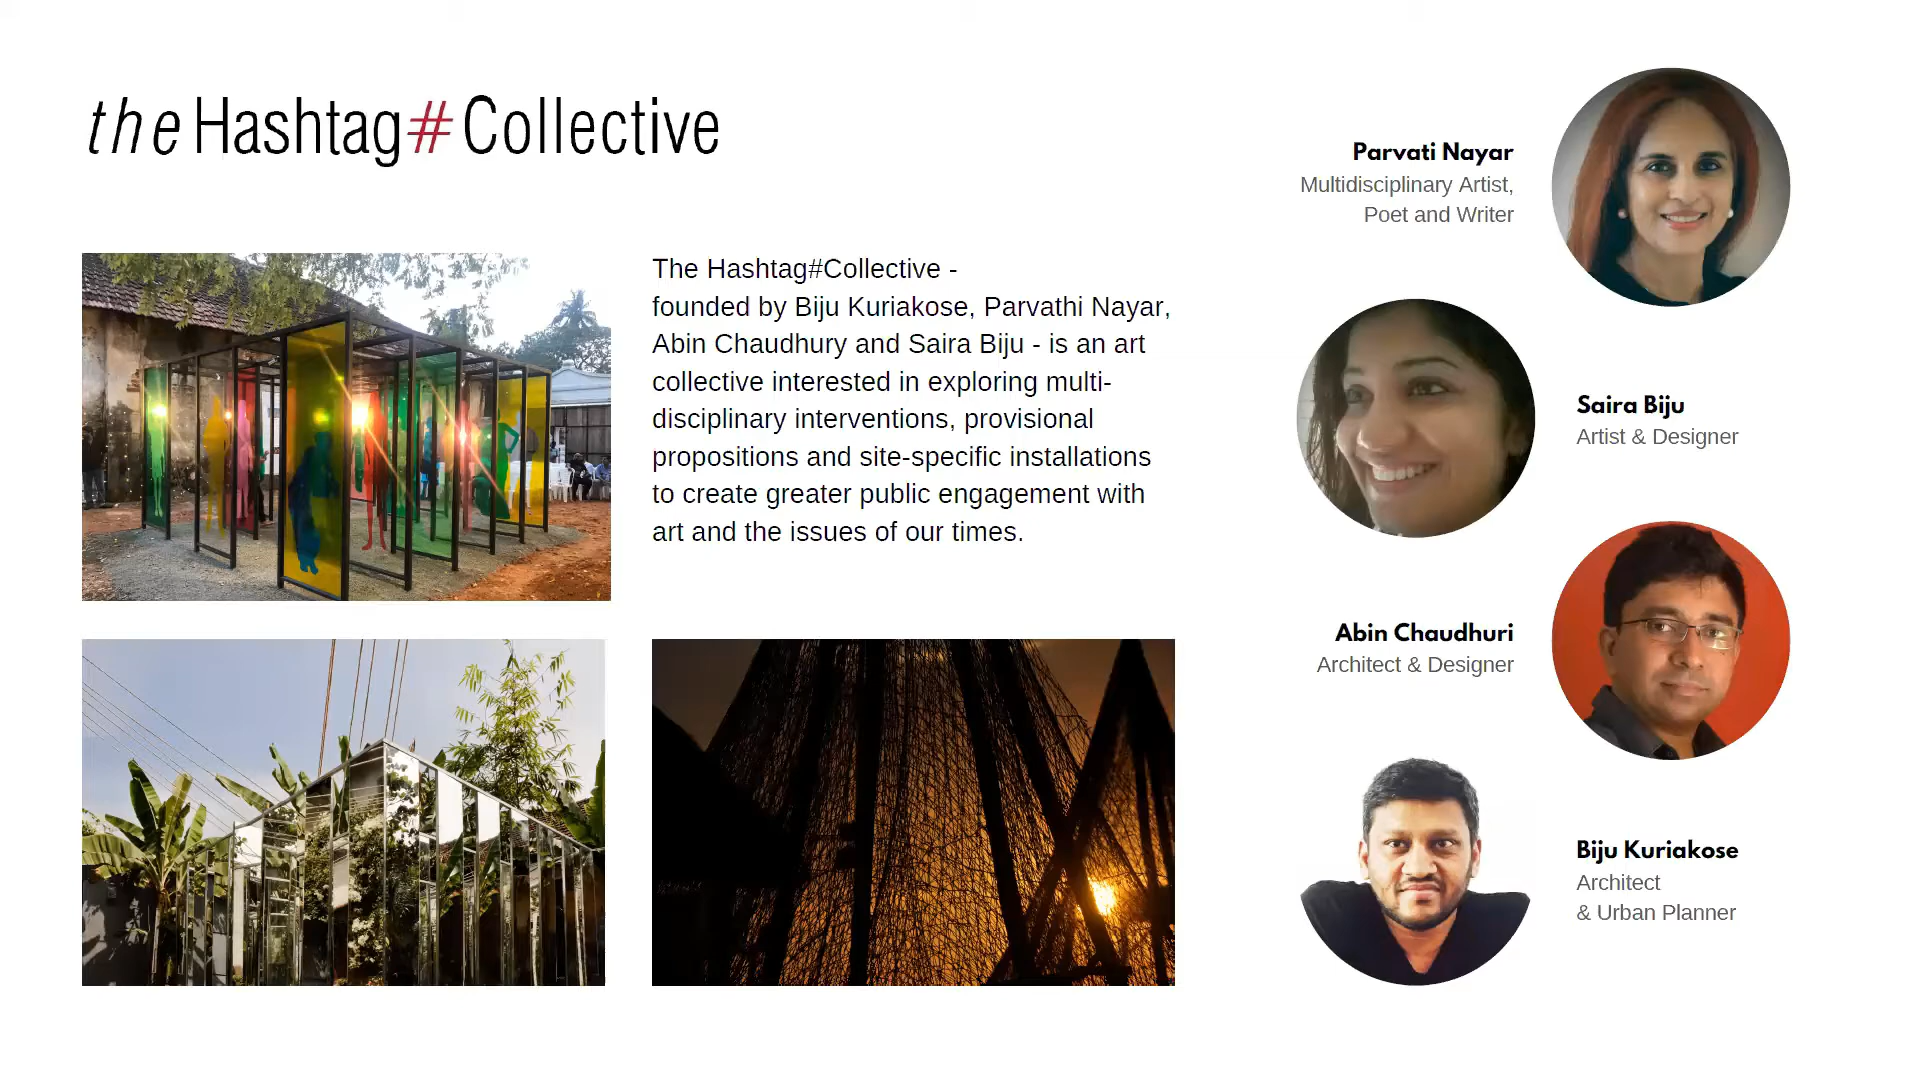 the Hashtag#Collective
The Hashtag#Collective -
founded by Biju Kuriakose, Parvathi Nayar,
Abin Chaudhury and Saira Biju - is an art
collective interested in exploring multi-
disciplinary interventions, provisional
propositions and site-specific installations
to create greater public engagement with
art and the issues of our times.
Parvati Nayar
Multidisciplinary Artist,
Poet and Writer
Saira Biju
Artist & Designer
Abin Chaudhuri
Architect & Designer
Biju Kuriakose
Architect
& Urban Planner